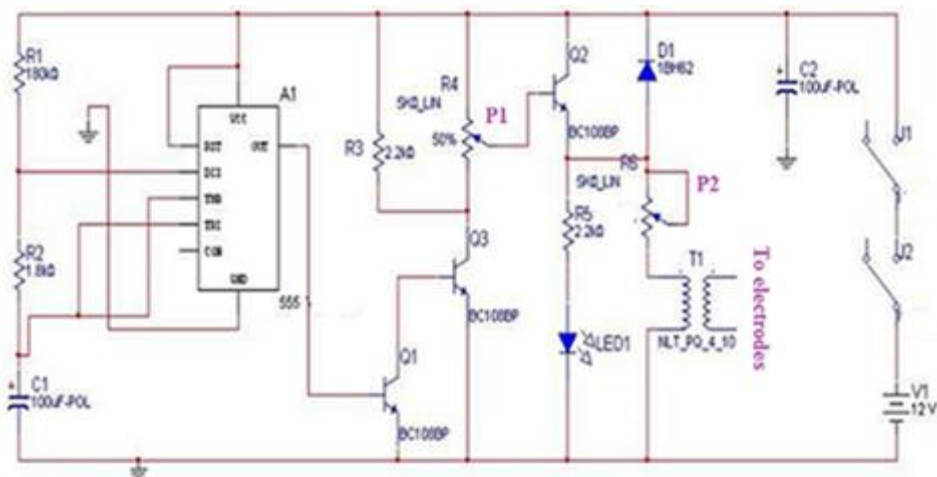 R1
180kΩ
A1
VCC
RST
OUT
DIS
THR
TRI
CON
GND
555
R2
1.8kΩ
C1
100uF-POL
R3
2.2kΩ
R4
5KΩ_LIN
50%
P1
Q1
BC108BP
Q3
BC108BP
Q2
BC108BP
D1
1BH62
R6
5KΩ_LIN
P2
R5
2.2kΩ
LED1
T1
NLT_PQ_4_10
To electrodes
C2
100uF-POL
J1
J2
V1
12 V